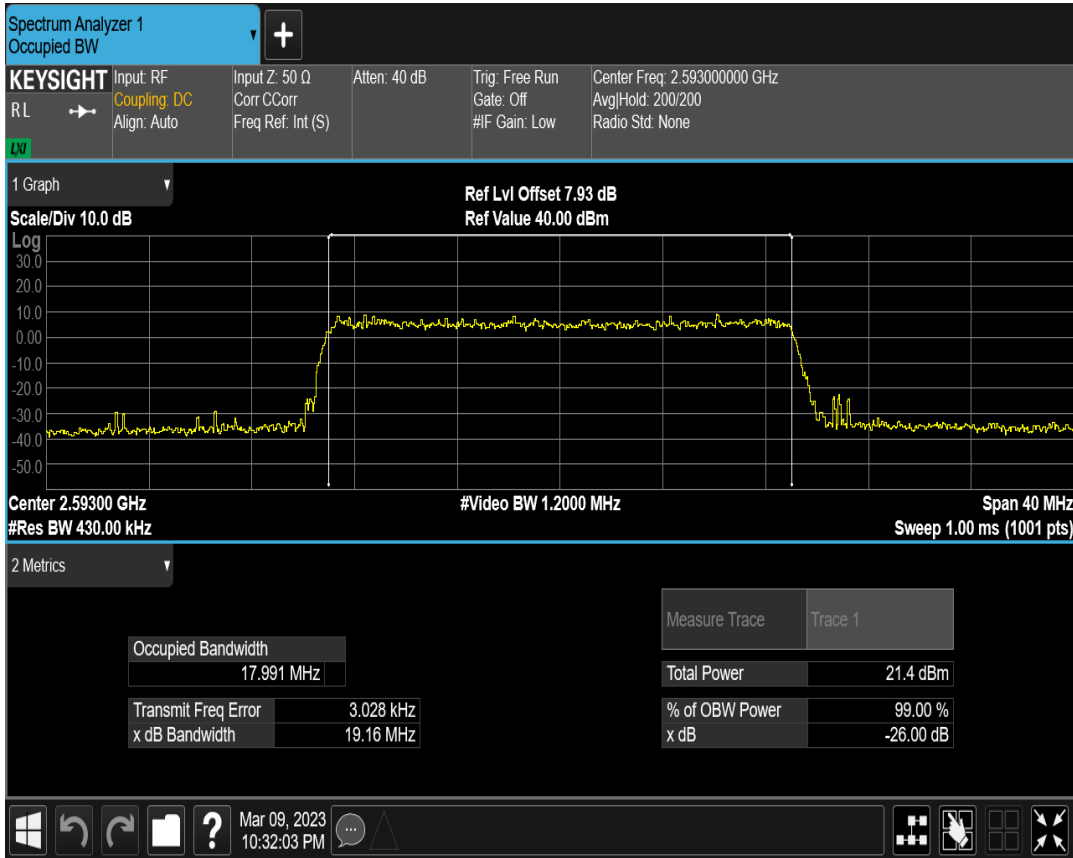 Spectrum Analyzer 1
Occupied BW
KEYSIGHT
R L
LXI
Input: RF
Coupling: DC
Align: Auto
Input Z: 50 Ω
Corr CCorr
Freq Ref: Int (S)
Atten: 40 dB
Trig: Free Run
Gate: Off
#IF Gain: Low
Center Freq: 2.593000000 GHz
Avg|Hold: 200/200
Radio Std: None
1 Graph
Scale/Div 10.0 dB
Ref Lvl Offset 7.93 dB
Ref Value 40.00 dBm
Log
30.0
20.0
10.0
0.00
-10.0
-20.0
-30.0
-40.0
-50.0
Center 2.59300 GHz
#Video BW 1.2000 MHz
Span 40 MHz
#Res BW 430.00 kHz
Sweep 1.00 ms (1001 pts)
2 Metrics
Measure Trace Trace 1
Occupied Bandwidth
17.991 MHz
Total Power 21.4 dBm
Transmit Freq Error 3.028 kHz
% of OBW Power 99.00 %
x dB Bandwidth 19.16 MHz
x dB -26.00 dB
?
Mar 09, 2023
10:32:03 PM